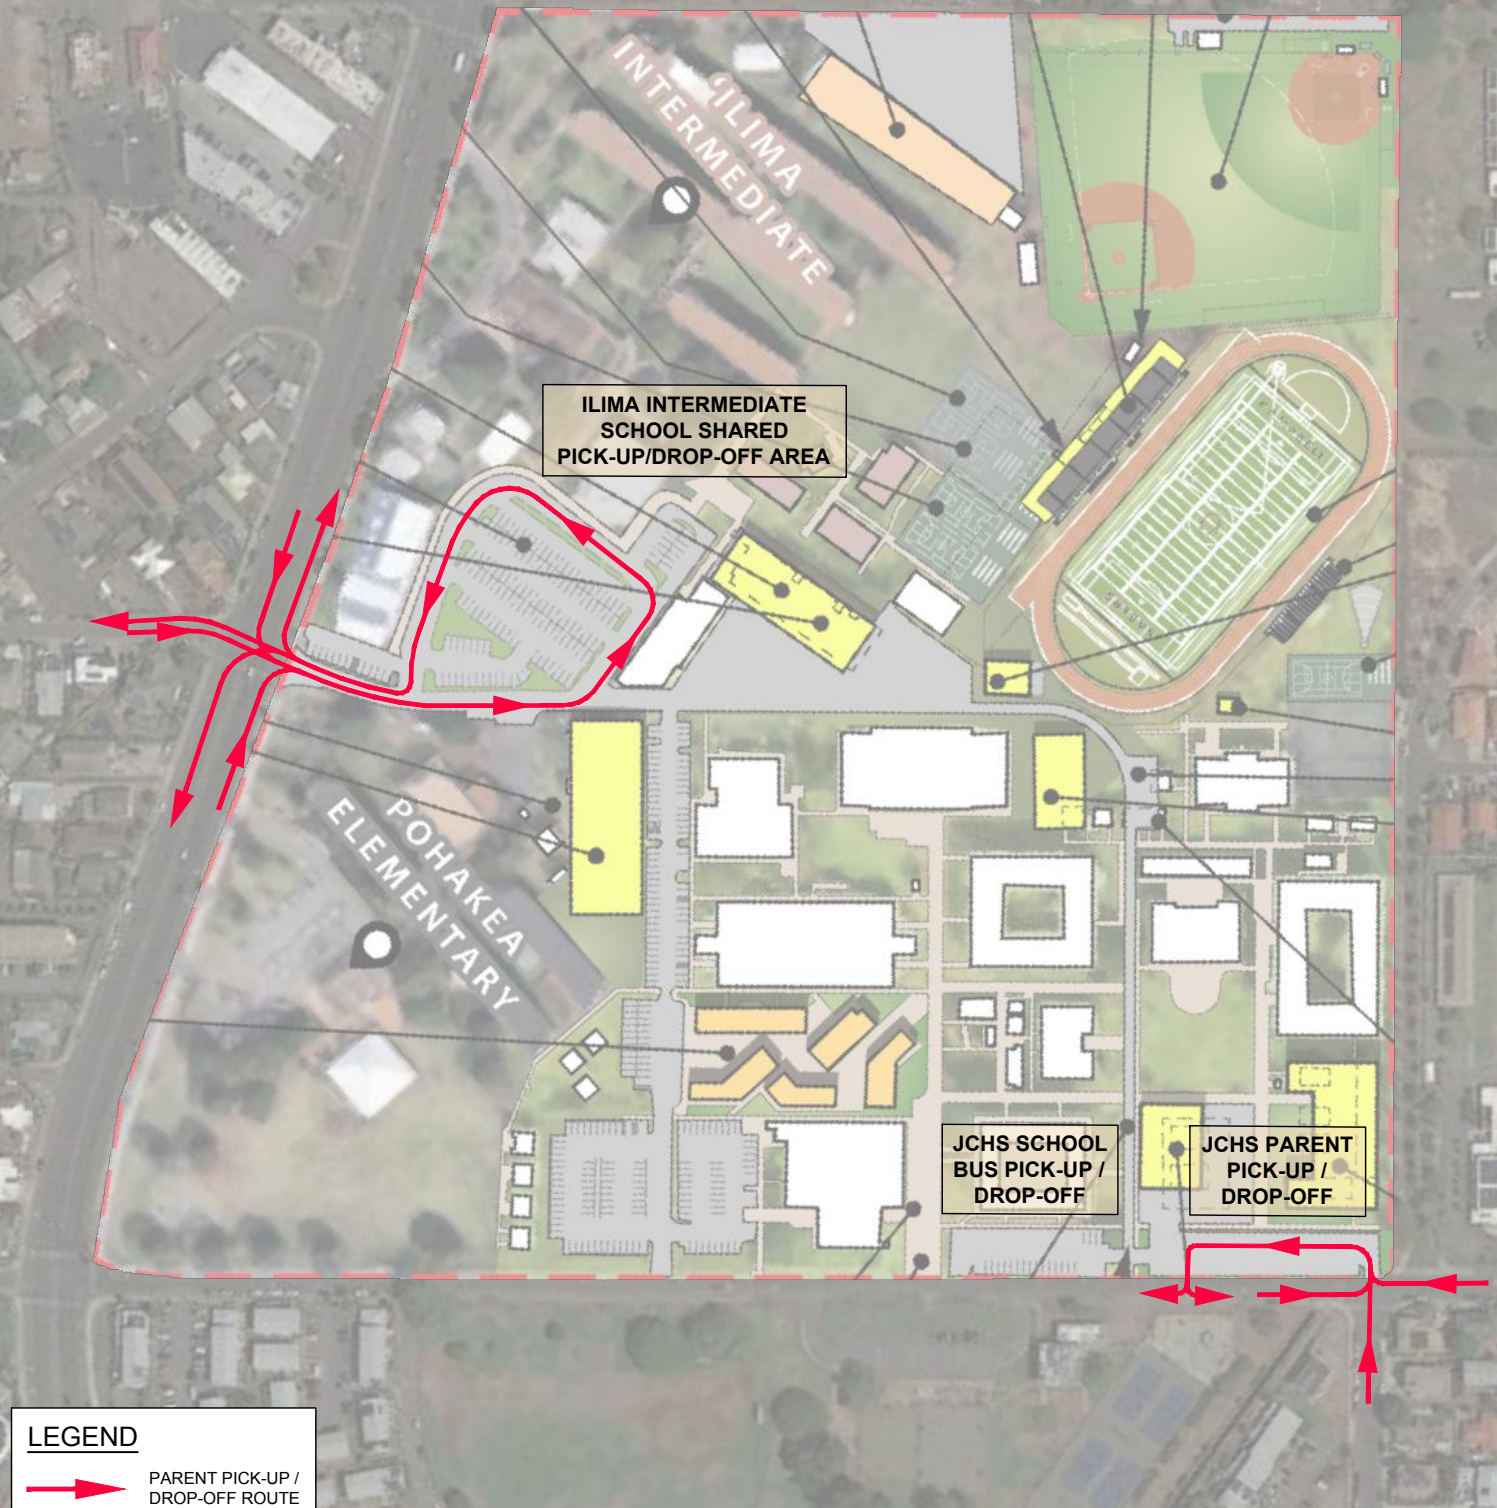 ʻILIMA
INTERMEDIATE
ILIMA INTERMEDIATE
SCHOOL SHARED
PICK-UP/DROP-OFF AREA
POHAKEA
ELEMENTARY
JCHS SCHOOL
BUS PICK-UP /
DROP-OFF
JCHS PARENT
PICK-UP /
DROP-OFF
LEGEND
PARENT PICK-UP /
DROP-OFF ROUTE